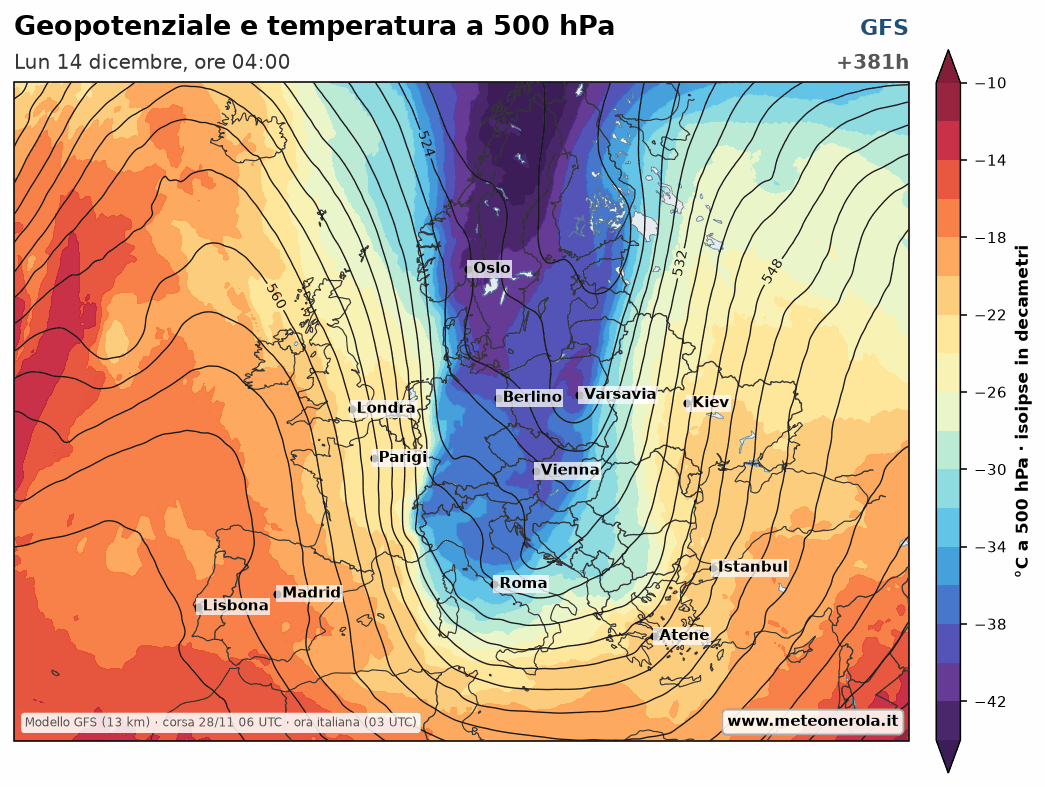 Geopotenziale e temperatura a 500 hPa
GFS
Lun 14 dicembre, ore 04:00
+381h
524
532
548
560
Oslo
Berlino
Varsavia
Kiev
Londra
Parigi
Vienna
Istanbul
Roma
Madrid
Lisbona
Atene
Modello GFS (13 km) · corsa 28/11 06 UTC · ora italiana (03 UTC)
www.meteonerola.it
−10
−14
−18
−22
−26
−30
−34
−38
−42
°C a 500 hPa · isoipse in decametri